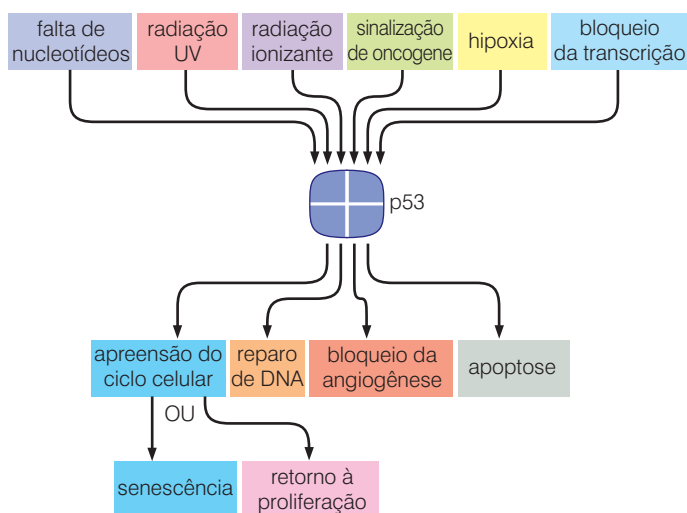 falta de
nucleotídeos
radiação
UV
radiação
ionizante
sinalização
de oncogene
hipoxia
bloqueio
da transcrição
p53
apreensão do
ciclo celular
reparo
de DNA
bloqueio da
angiogênese
apoptose
OU
senescência
retorno à
proliferação